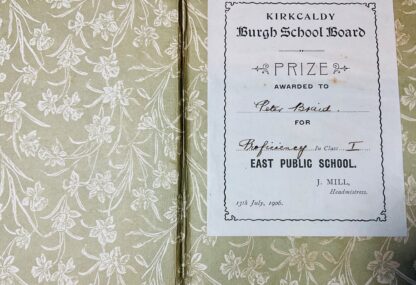 KIRKCALDY
Burgh School Board
PRIZE
AWARDED TO
Peter Braid.
FOR
Proficiency In Class I
EAST PUBLIC SCHOOL.
J. MILL,
Headmistress.
13th July, 1906.